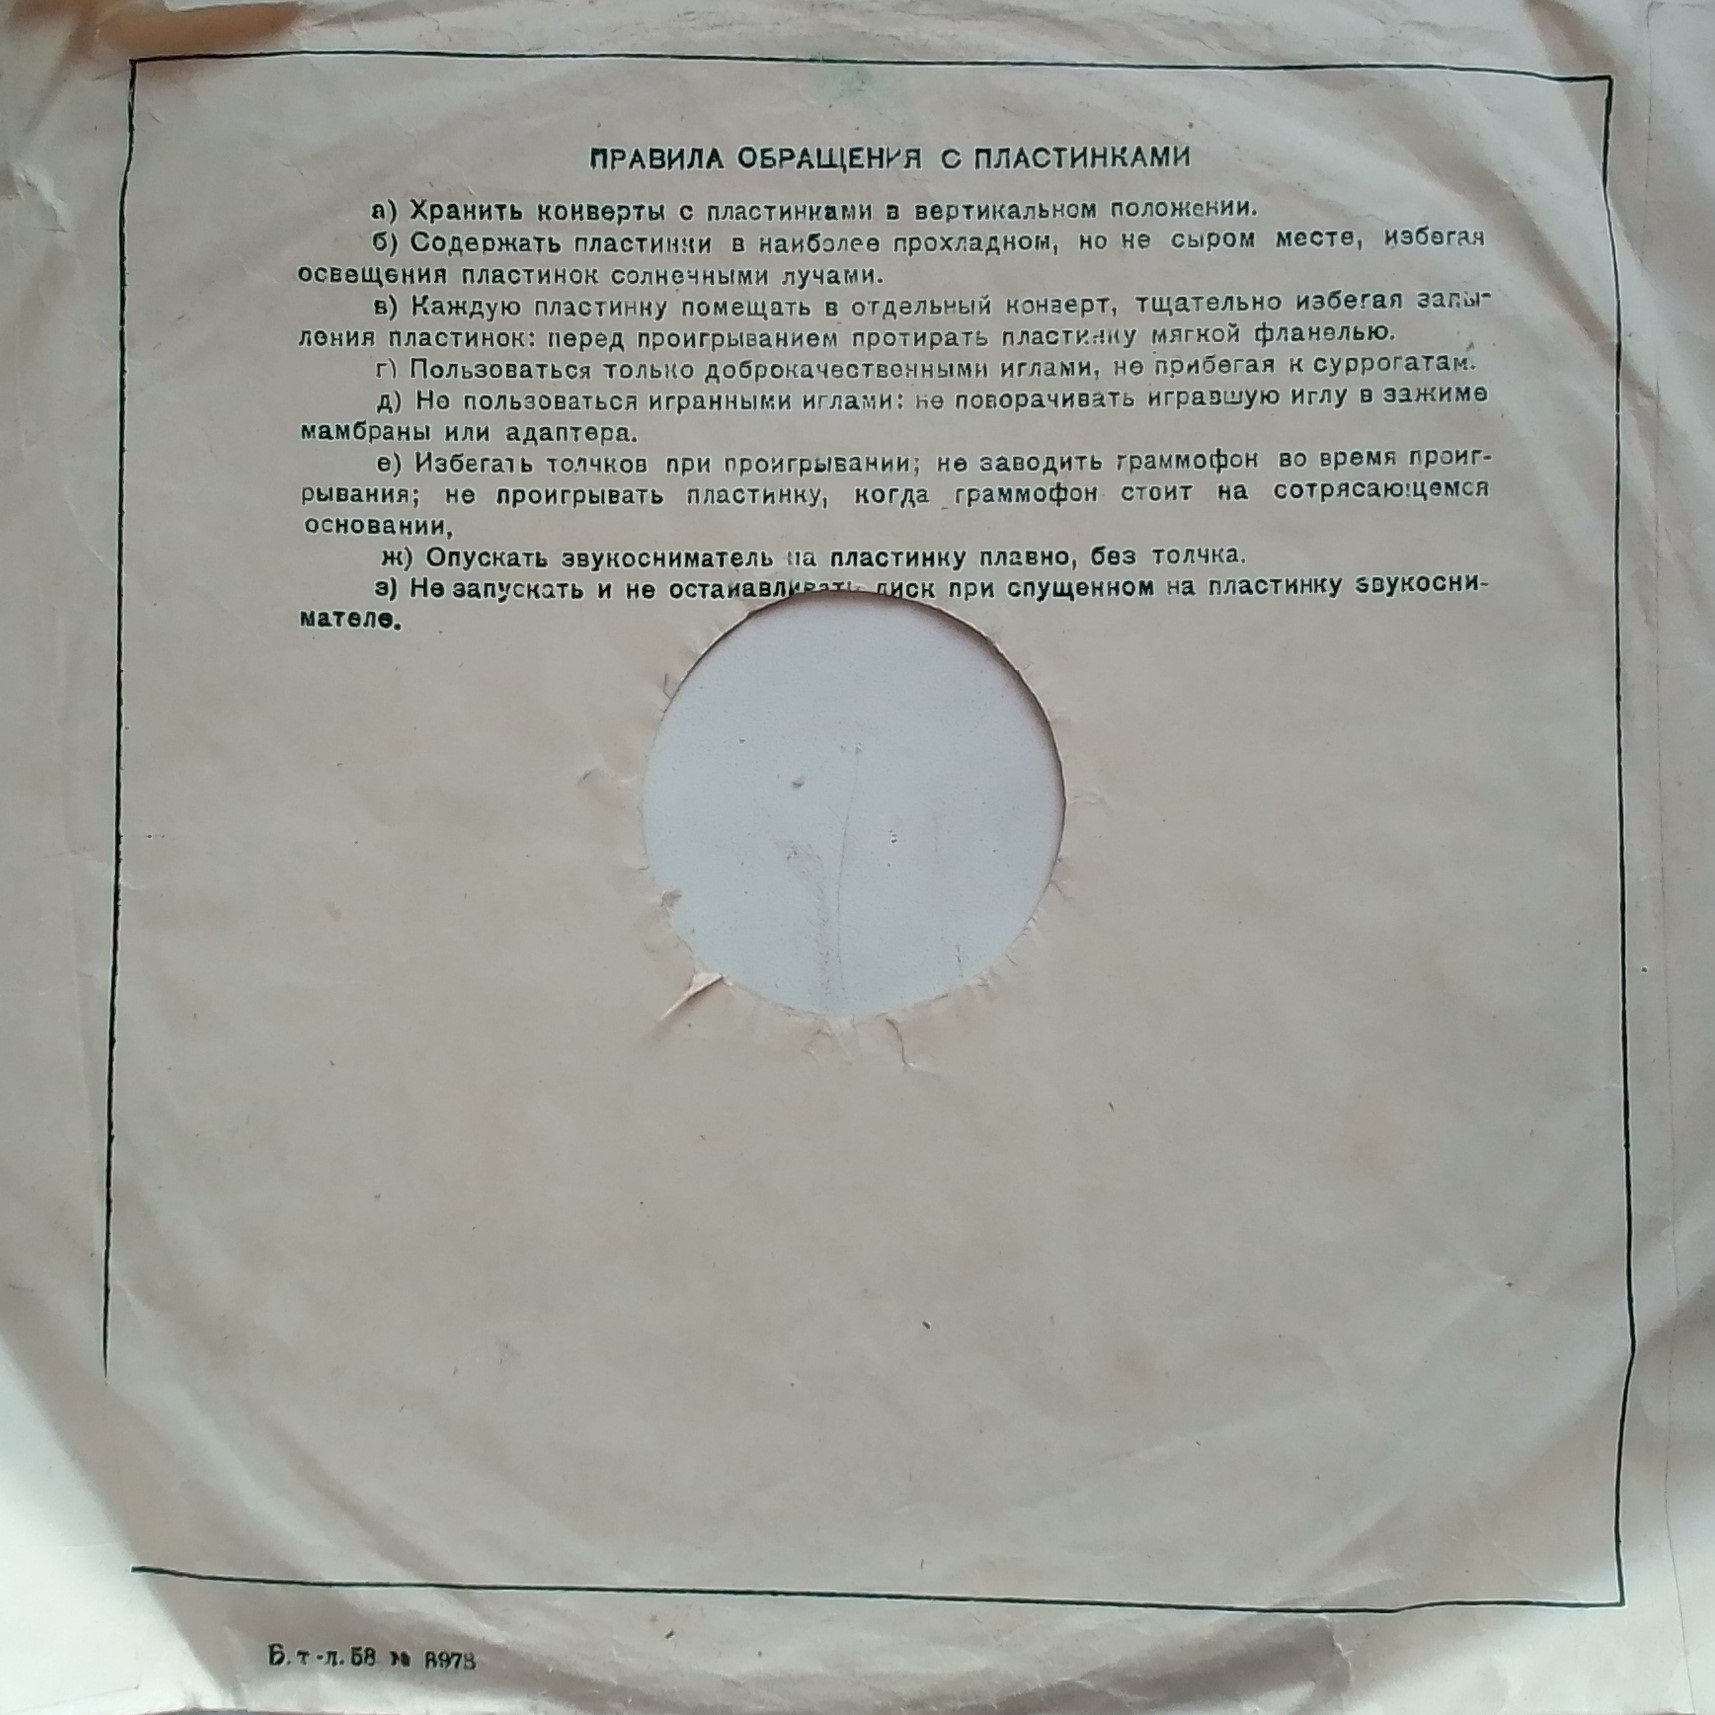 ПРАВИЛА ОБРАЩЕНИЯ С ПЛАСТИНКАМИ
а) Хранить конверты с пластинками в вертикальном положении.
б) Содержать пластинки в наиболее прохладном, но не сыром месте, избегая
освещения пластинок солнечными лучами.
в) Каждую пластинку помещать в отдельный конверт, тщательно избегая запы-
ления пластинок: перед проигрыванием протирать пластинку мягкой фланелью.
г) Пользоваться только доброкачественными иглами, не прибегая к суррогатам.
д) Не пользоваться игранными иглами: не поворачивать игравшую иглу в зажиме
мамбраны или адаптера.
е) Избегать толчков при проигрывании; не заводить граммофон во время проиг-
рывания; не проигрывать пластинку, когда граммофон стоит на сотрясающемся
основании,
ж) Опускать звукосниматель на пластинку плавно, без толчка.
з) Не запускать и не останавливать диск при спущенном на пластинку звукосни-
мателе.
Б. т-л. 58 №